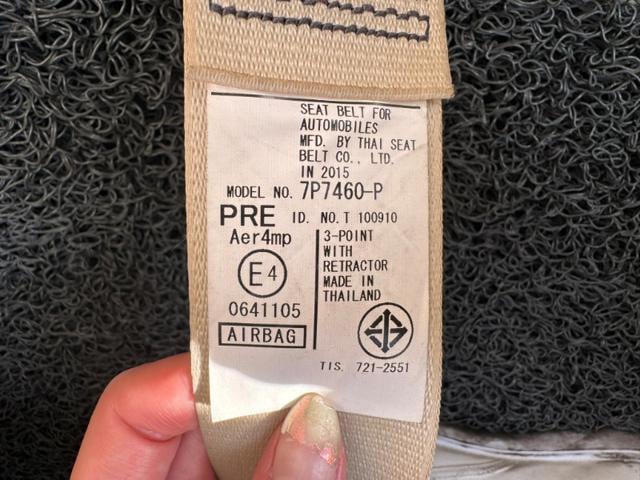 SEAT BELT FOR
AUTOMOBILES
MFD. BY THAI SEAT
BELT CO., LTD.
IN 2015
MODEL NO. 7P7460-P
PRE ID. NO. T 100910
Aer4mp
E4
0641105
AIRBAG
3-POINT
WITH
RETRACTOR
MADE IN
THAILAND
TIS. 721-2551